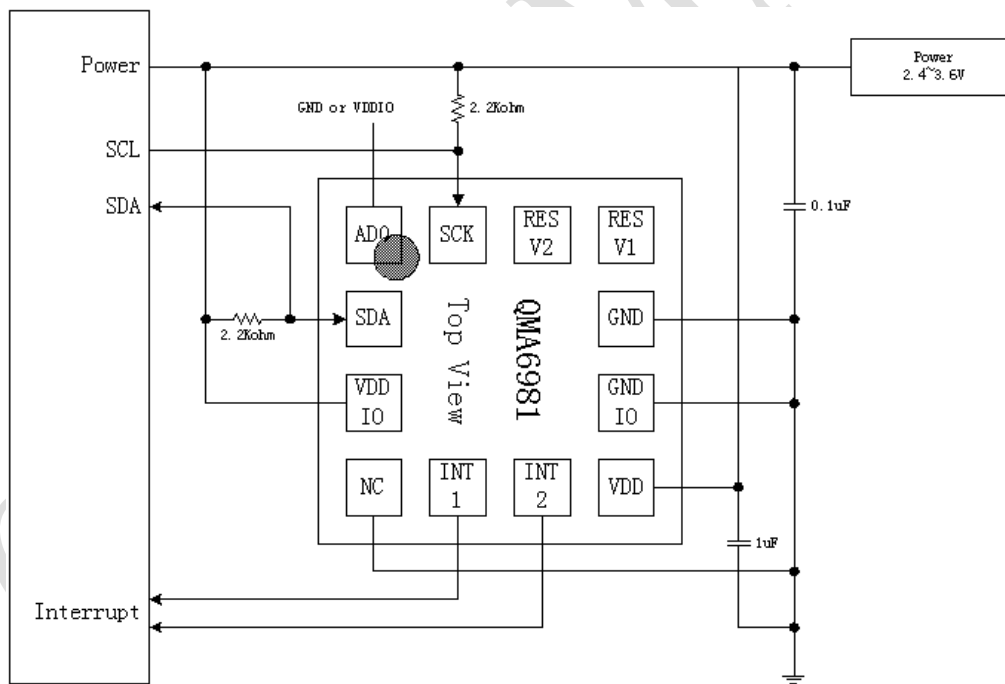 Power
Power
2.4~3.6V
GND or VDDIO
2.2Kohm
SCL
SDA
0.1uF
AD0
SCK
RES
V2
RES
V1
2.2Kohm
SDA
GND
VDD
IO
GND
IO
Top View
QMA6981
NC
INT
1
INT
2
VDD
1uF
Interrupt